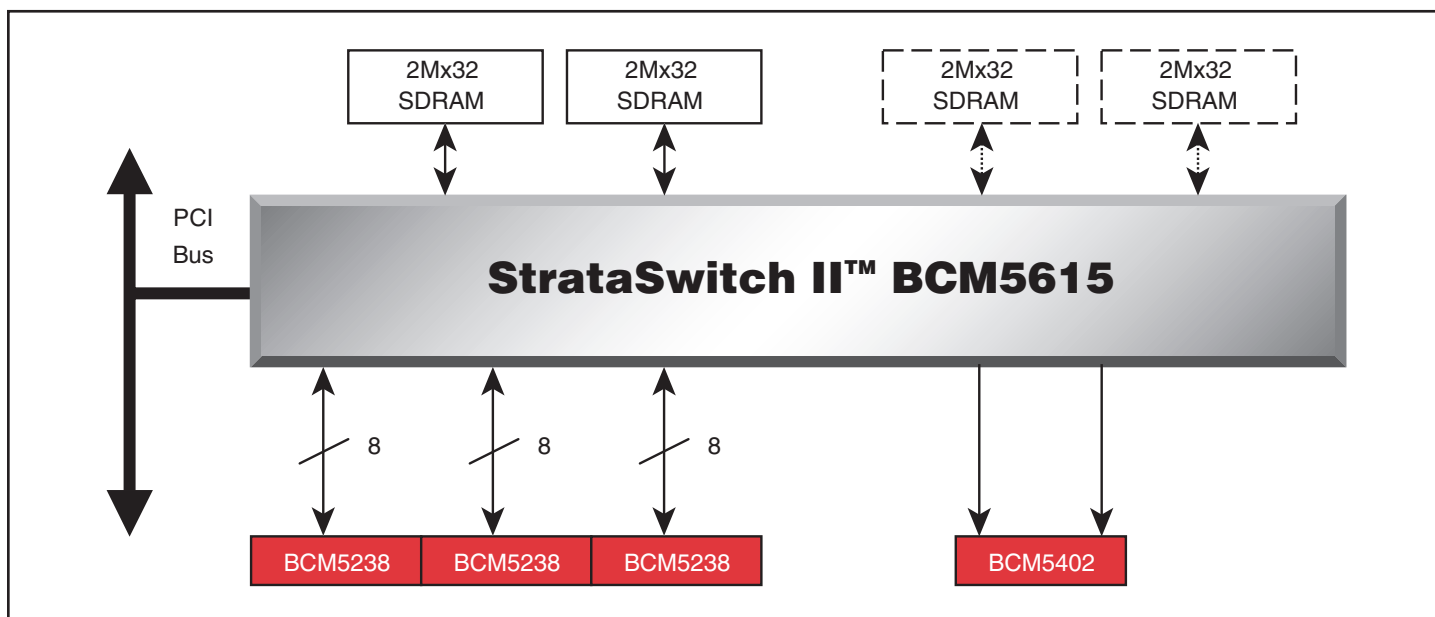 2Mx32
SDRAM
2Mx32
SDRAM
2Mx32
SDRAM
2Mx32
SDRAM
PCI
Bus
StrataSwitch II™ BCM5615
8
8
8
BCM5238
BCM5238
BCM5238
BCM5402